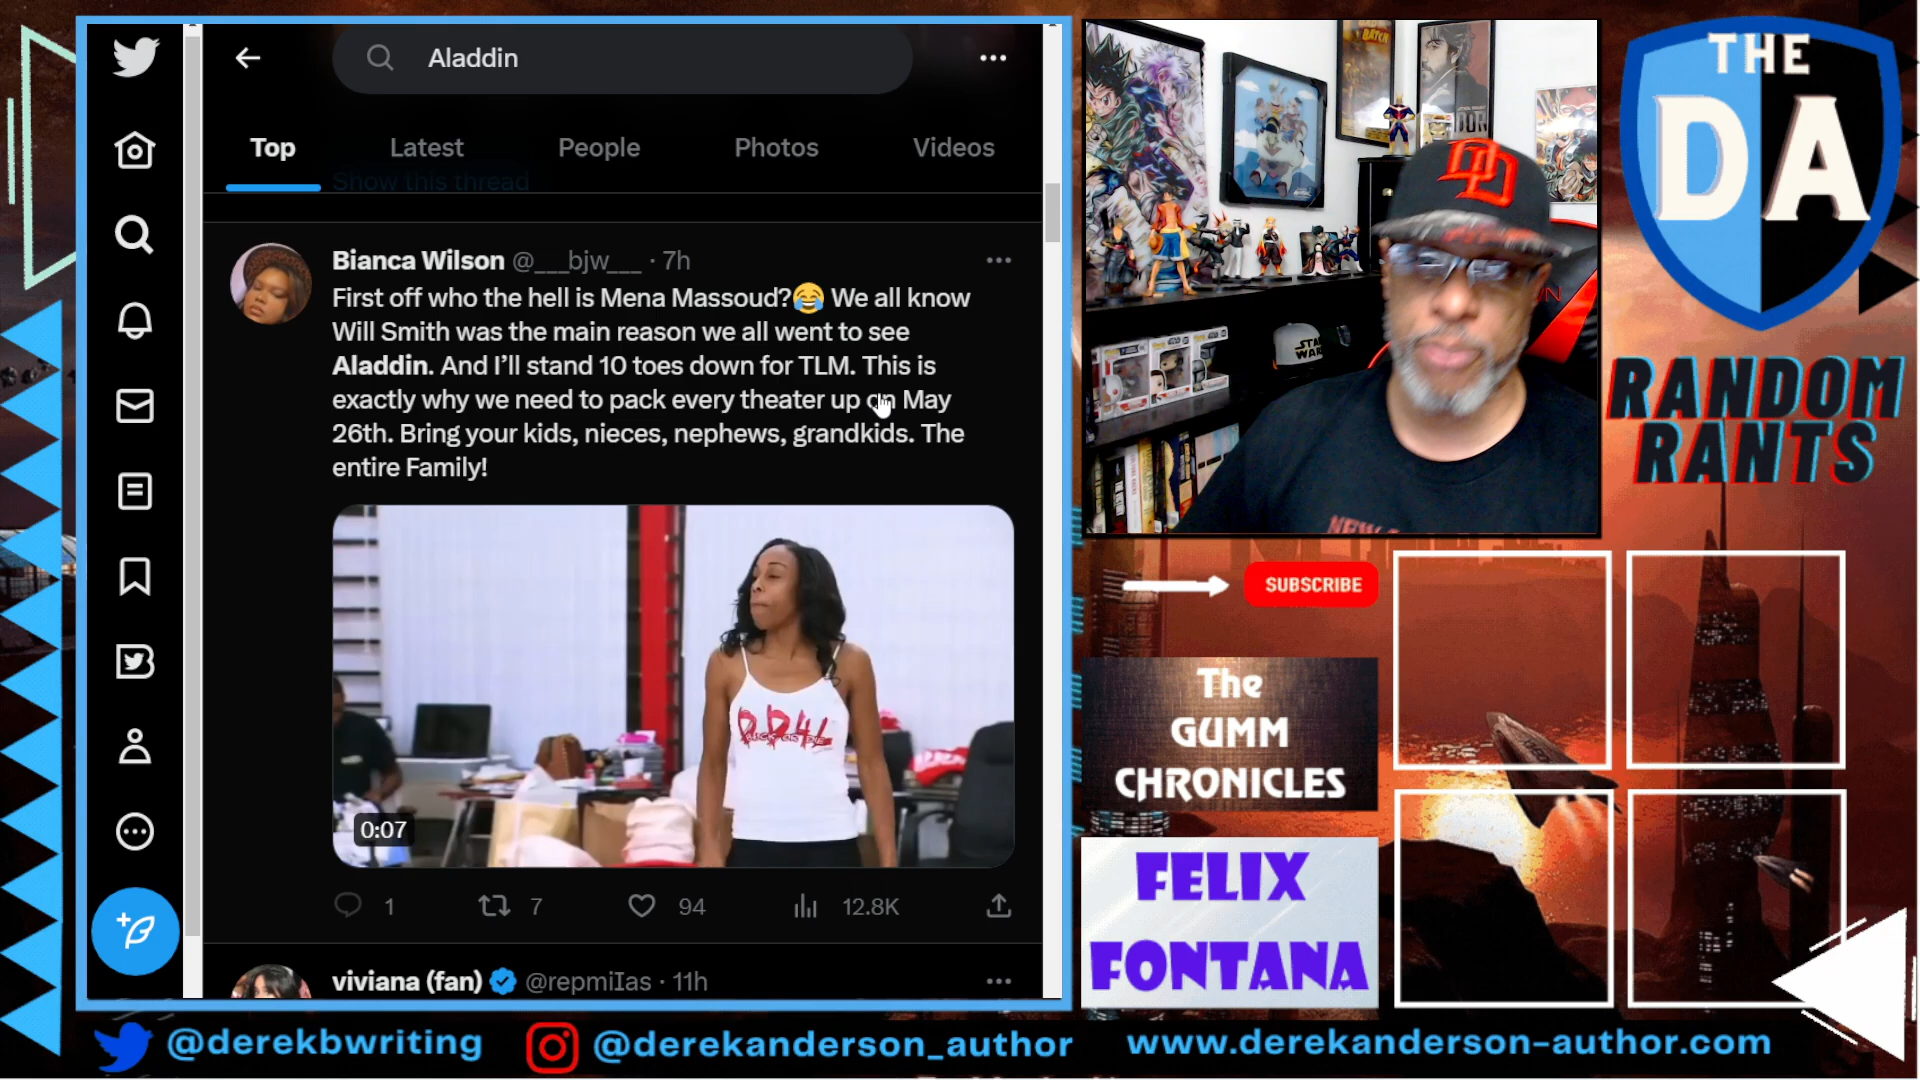 Aladdin
Top
Latest
People
Photos
Videos
Show this thread
Bianca Wilson @___bjw___ · 7h
First off who the hell is Mena Massoud?😂 We all know
Will Smith was the main reason we all went to see
Aladdin. And I'll stand 10 toes down for TLM. This is
exactly why we need to pack every theater up on May
26th. Bring your kids, nieces, nephews, grandkids. The
entire Family!
0:07
1
7
94
12.8K
viviana (fan) @repmiIas · 11h
THE
DA
RANDOM
RANTS
SUBSCRIBE
The
GUMM
CHRONICLES
FELIX
FONTANA
@derekbwriting
@derekanderson_author
www.derekanderson-author.com